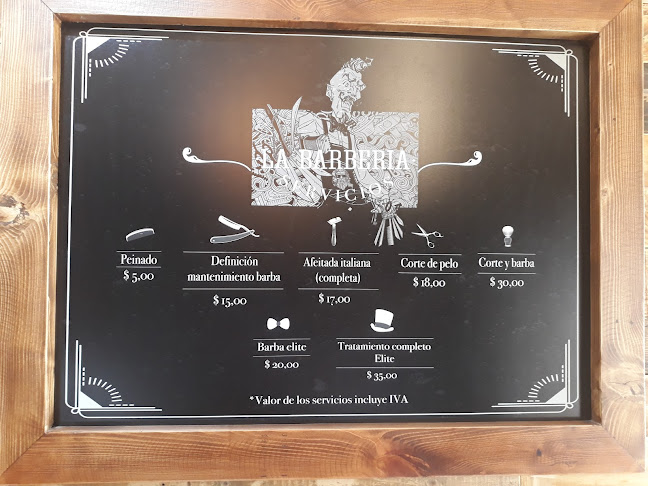 LA BARBERIA
SERVICIOS
Peinado
$ 5,00
Definición
mantenimiento barba
$ 15,00
Afeitada italiana
(completa)
$ 17,00
Corte de pelo
$ 18,00
Corte y barba
$ 30,00
Barba elite
$ 20,00
Tratamiento completo
Elite
$ 35,00
*Valor de los servicios incluye IVA